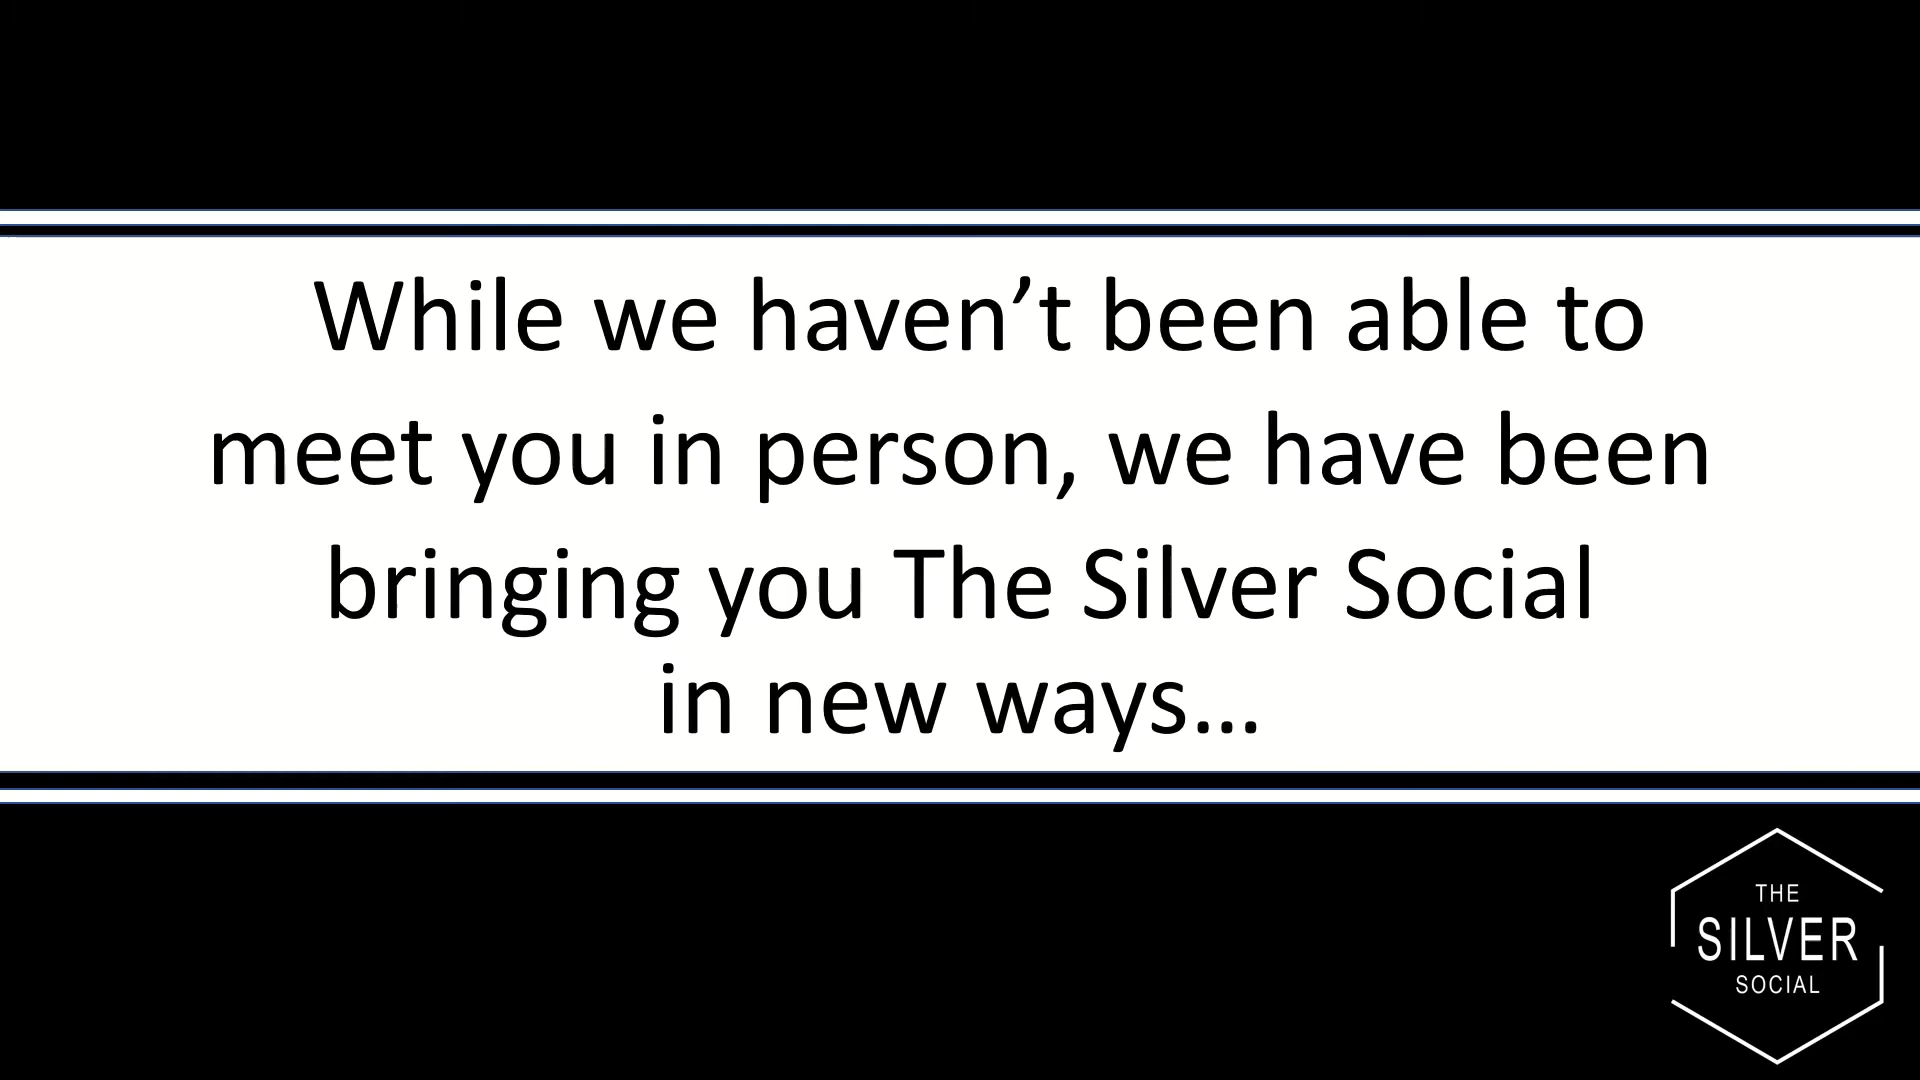 While we haven’t been able to
meet you in person, we have been
bringing you The Silver Social
in new ways…
THE
SILVER
SOCIAL